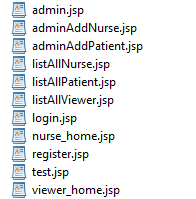 admin.jsp
adminAddNurse.jsp
adminAddPatient.jsp
listAllNurse.jsp
listAllPatient.jsp
listAllViewer.jsp
login.jsp
nurse_home.jsp
register.jsp
test.jsp
viewer_home.jsp